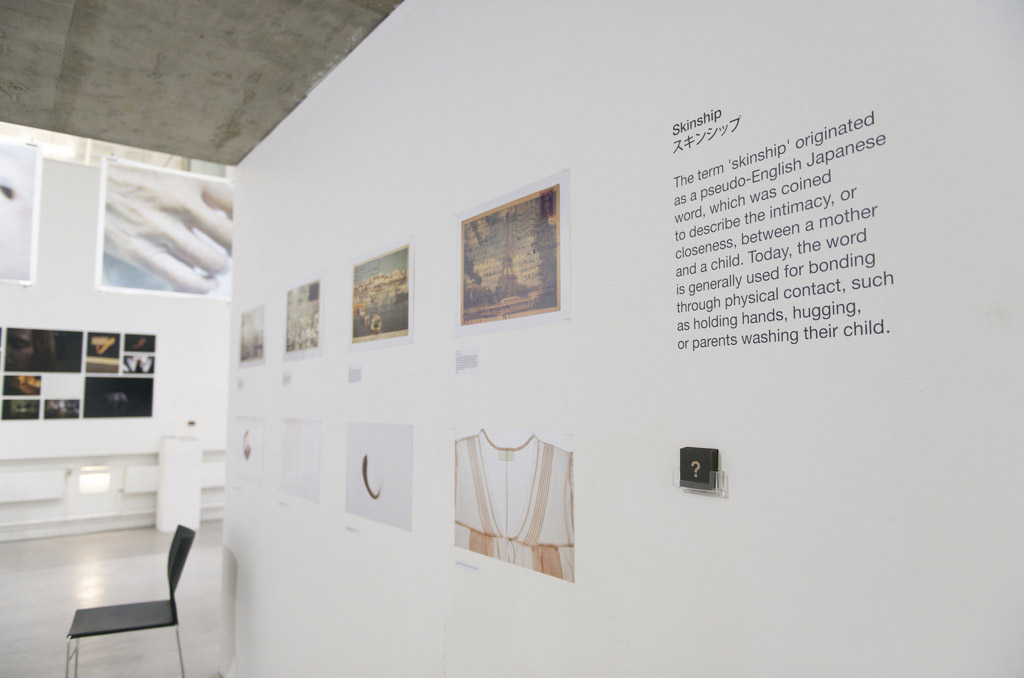 Skinship
スキンシップ
The term 'skinship' originated
as a pseudo-English Japanese
word, which was coined
to describe the intimacy, or
closeness, between a mother
and a child. Today, the word
is generally used for bonding
through physical contact, such
as holding hands, hugging,
or parents washing their child.
?